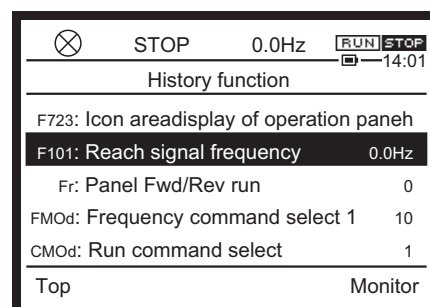 STOP 0.0Hz RUN STOP
14:01
History function
F723: Icon areadisplay of operation paneh
F101: Reach signal frequency 0.0Hz
Fr: Panel Fwd/Rev run 0
FMOd: Frequency command select 1 10
CMOd: Run command select 1
Top Monitor